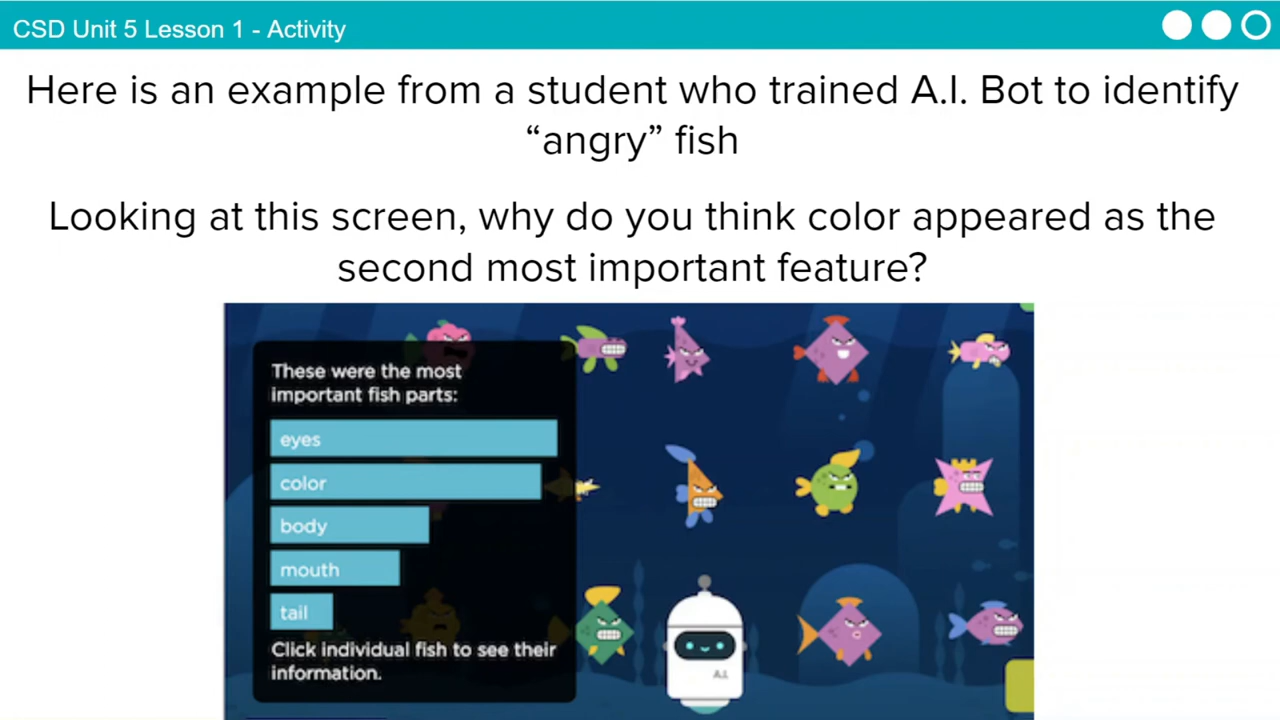 CSD Unit 5 Lesson 1 - Activity
Here is an example from a student who trained A.I. Bot to identify
“angry” fish
Looking at this screen, why do you think color appeared as the
second most important feature?
These were the most
important fish parts:
eyes
color
body
mouth
tail
Click individual fish to see their
information.
A.I.